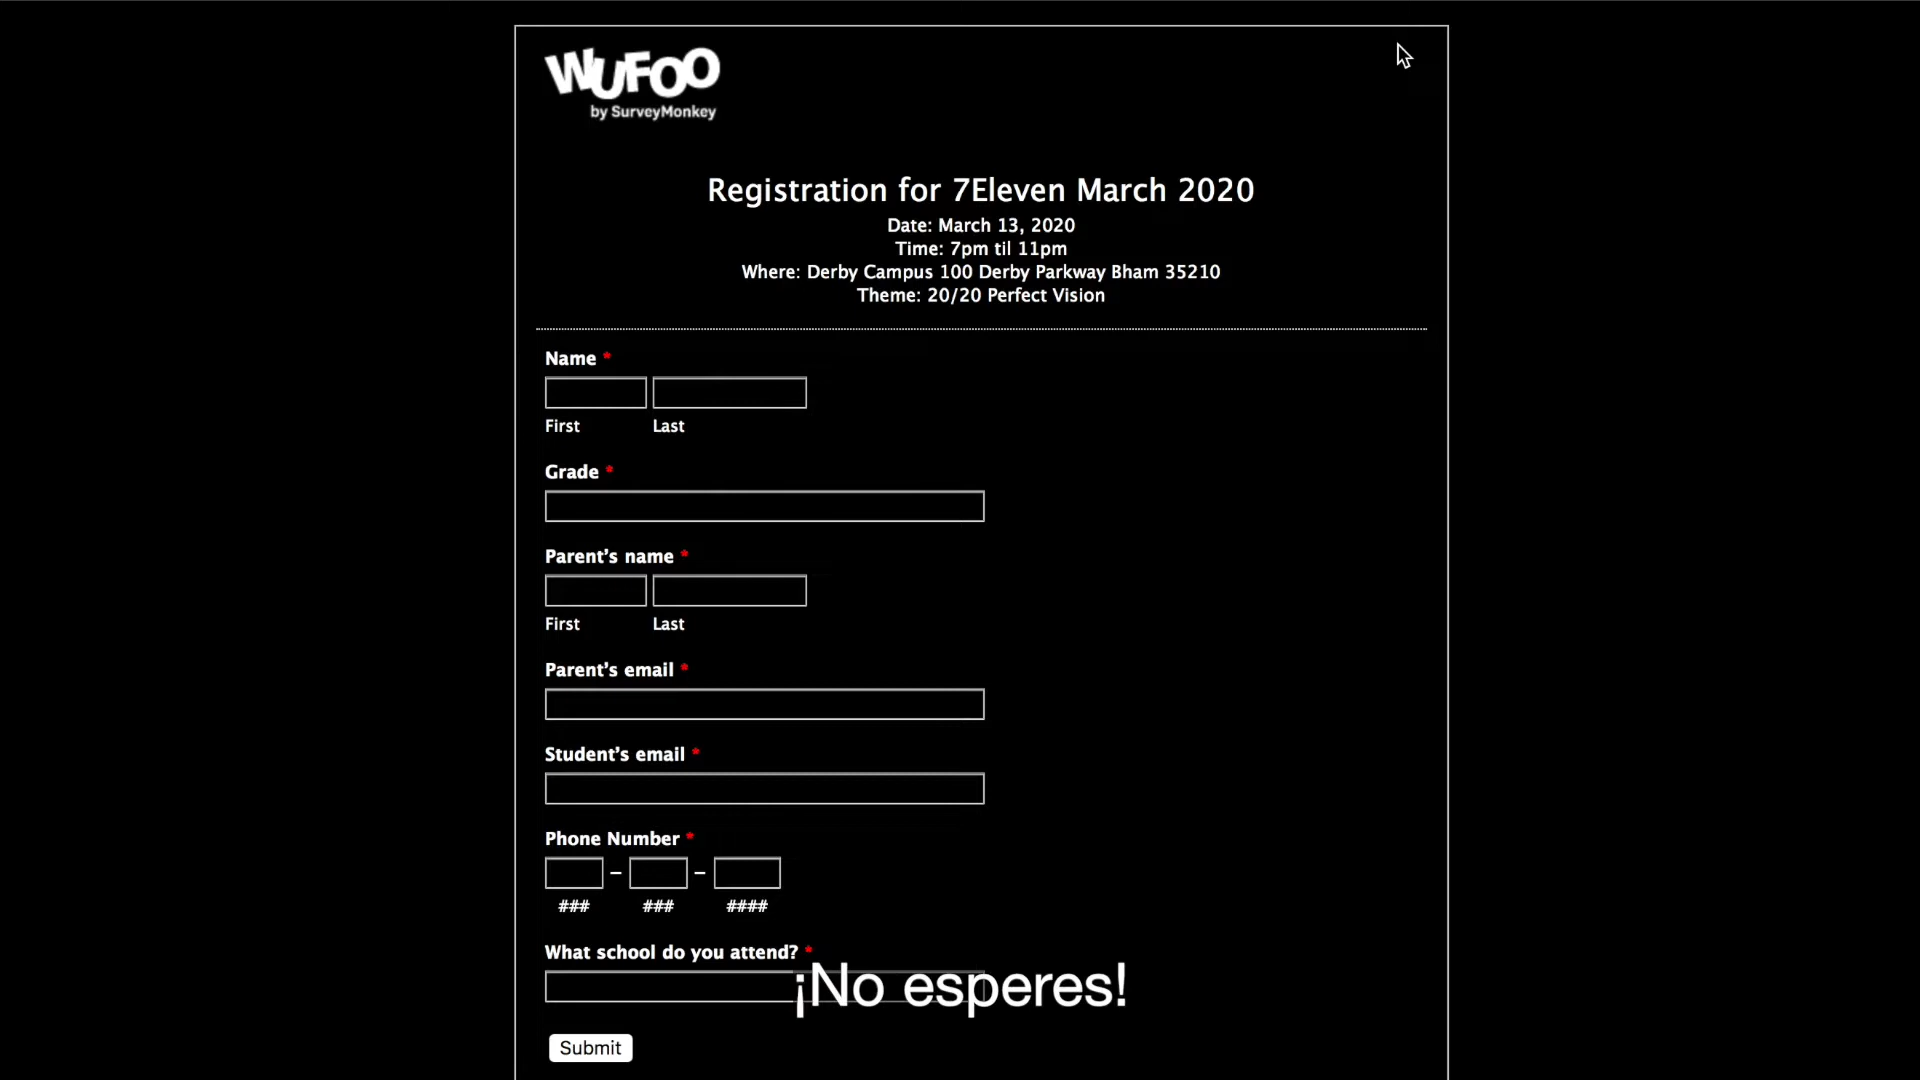 WUFOO
by SurveyMonkey
Registration for 7Eleven March 2020
Date: March 13, 2020
Time: 7pm til 11pm
Where: Derby Campus 100 Derby Parkway Bham 35210
Theme: 20/20 Perfect Vision
Name *
First Last
Grade *
Parent's name *
First Last
Parent's email *
Student's email *
Phone Number *
– –
### ### ####
What school do you attend? *
¡No esperes!
Submit